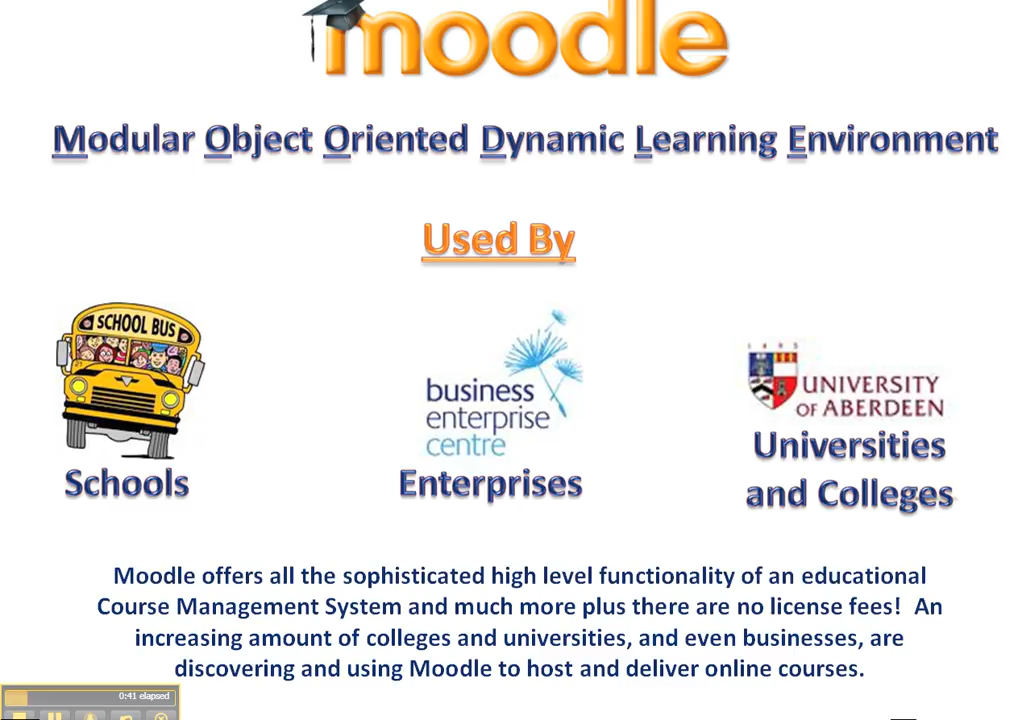 moodle
Modular Object Oriented Dynamic Learning Environment
Used By
SCHOOL BUS
business
enterprise
centre
1495
UNIVERSITY
OF ABERDEEN
Schools
Enterprises
Universities
and Colleges
Moodle offers all the sophisticated high level functionality of an educational
Course Management System and much more plus there are no license fees! An
increasing amount of colleges and universities, and even businesses, are
discovering and using Moodle to host and deliver online courses.
0:41 elapsed